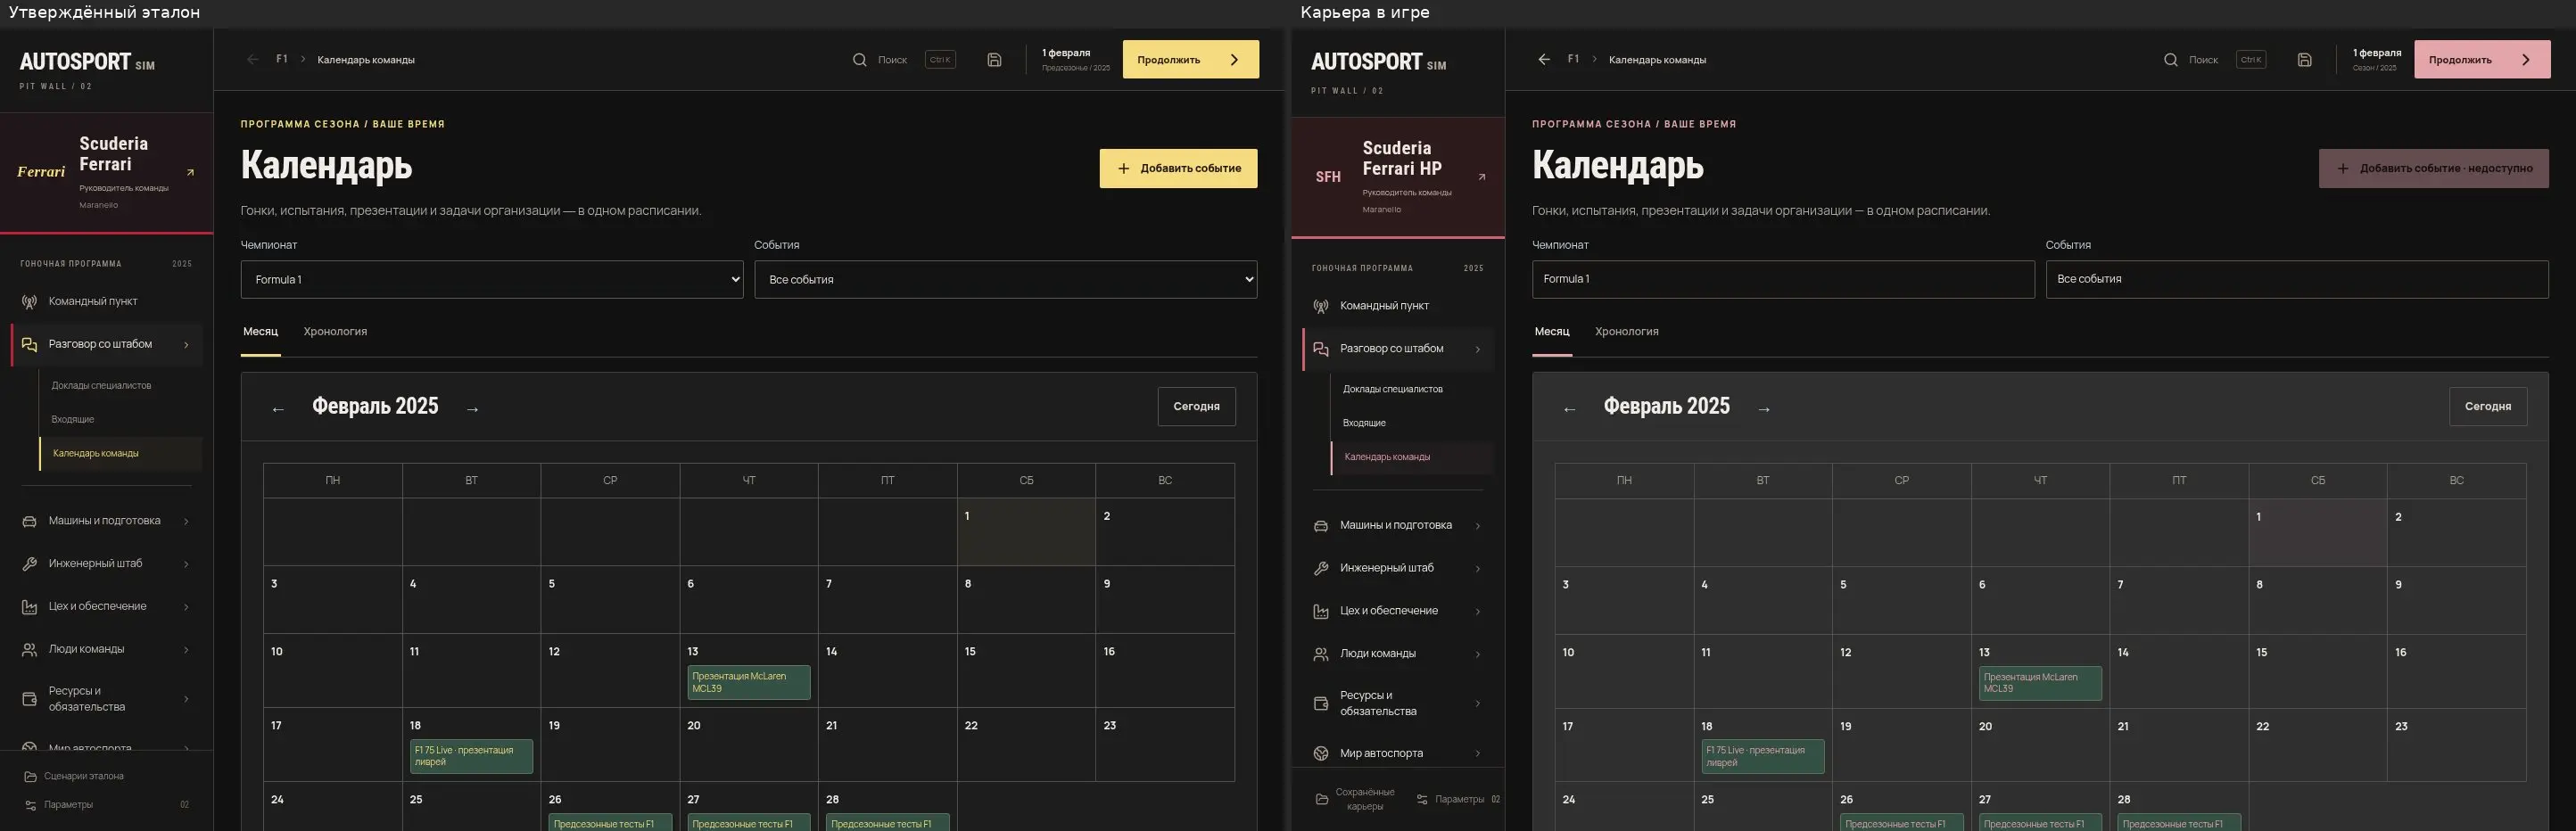 Утверждённый эталон
AUTOSPORT SIM
PIT WALL / 02
Ferrari
Scuderia
Ferrari
Руководитель команды
Maranello
ГОНОЧНАЯ ПРОГРАММА 2025
Командный пункт
Разговор со штабом
Доклады специалистов
Входящие
Календарь команды
Машины и подготовка
Инженерный штаб
Цех и обеспечение
Люди команды
Ресурсы и
обязательства
Мир автоспорта
Сценарии эталона
Параметры 02
F1 Календарь команды
Поиск Ctrl K
1 февраля
Предсезонье / 2025
Продолжить
ПРОГРАММА СЕЗОНА / ВАШЕ ВРЕМЯ
Календарь
+ Добавить событие
Гонки, испытания, презентации и задачи организации — в одном расписании.
Чемпионат События
Formula 1 Все события
Месяц Хронология
← Февраль 2025 → Сегодня
ПН ВТ СР ЧТ ПТ СБ ВС
1 2
3 4 5 6 7 8 9
10 11 12 13 14 15 16
Презентация McLaren
MCL39
17 18 19 20 21 22 23
F1 75 Live · презентация
ливрей
24 25 26 27 28
Предсезонные тесты F1 Предсезонные тесты F1 Предсезонные тесты F1
Карьера в игре
AUTOSPORT SIM
PIT WALL / 02
SFH
Scuderia
Ferrari HP
Руководитель команды
Maranello
ГОНОЧНАЯ ПРОГРАММА 2025
Командный пункт
Разговор со штабом
Доклады специалистов
Входящие
Календарь команды
Машины и подготовка
Инженерный штаб
Цех и обеспечение
Люди команды
Ресурсы и
обязательства
Мир автоспорта
Сохранённые
карьеры
Параметры 02
F1 Календарь команды
Поиск Ctrl K
1 февраля
Сезон / 2025
Продолжить
ПРОГРАММА СЕЗОНА / ВАШЕ ВРЕМЯ
Календарь
+ Добавить событие · недоступно
Гонки, испытания, презентации и задачи организации — в одном расписании.
Чемпионат События
Formula 1 Все события
Месяц Хронология
← Февраль 2025 → Сегодня
ПН ВТ СР ЧТ ПТ СБ ВС
1 2
3 4 5 6 7 8 9
10 11 12 13 14 15 16
Презентация McLaren
MCL39
17 18 19 20 21 22 23
F1 75 Live · презентация
ливрей
24 25 26 27 28
Предсезонные тесты F1 Предсезонные тесты F1 Предсезонные тесты F1